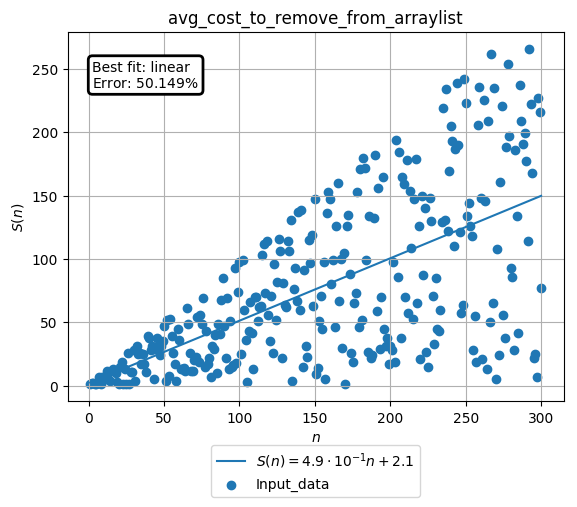 avg_cost_to_remove_from_arraylist
Best fit: linear
Error: 50.149%
S(n)
250
200
150
100
50
0
0 50 100 150 200 250 300
n
S(n) = 4.9 · 10⁻¹n + 2.1
Input_data